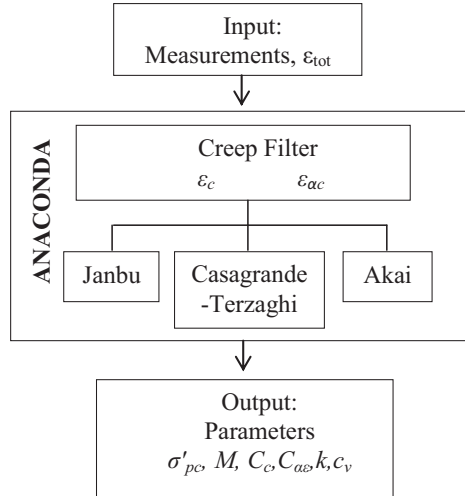 Input:
Measurements, εtot
ANACONDA
Creep Filter
εc εαc
Janbu
Casagrande
-Terzaghi
Akai
Output:
Parameters
σ'pc, M, Cc,Cαε,k,cv